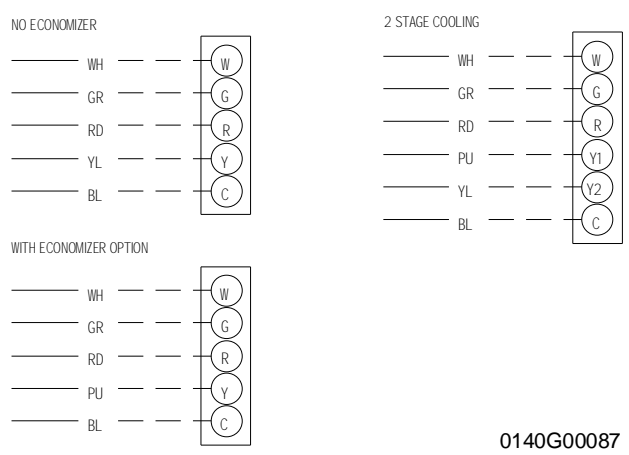 NO ECONOMIZER
WH W
GR G
RD R
YL Y
BL C
WITH ECONOMIZER OPTION
WH W
GR G
RD R
PU Y
BL C
2 STAGE COOLING
WH W
GR G
RD R
PU Y1
YL Y2
BL C
0140G00087